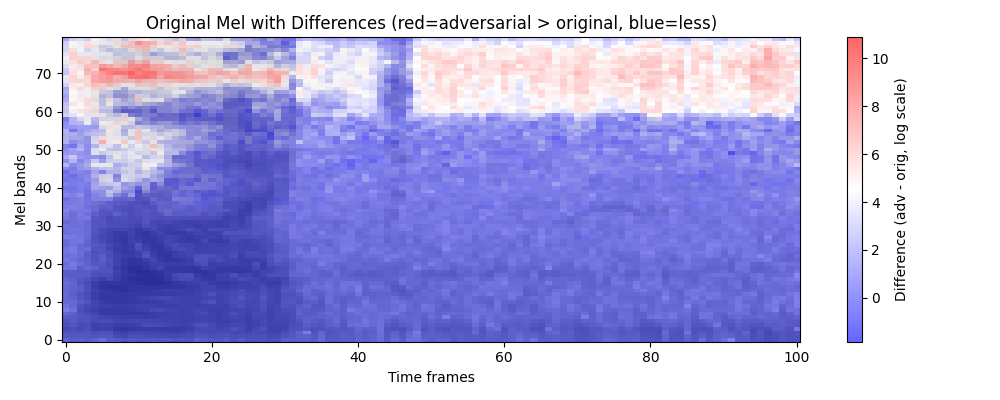 Original Mel with Differences (red=adversarial > original, blue=less)
Mel bands
70
60
50
40
30
20
10
0
0 20 40 60 80 100
Time frames
10
8
6
4
2
0
Difference (adv - orig, log scale)